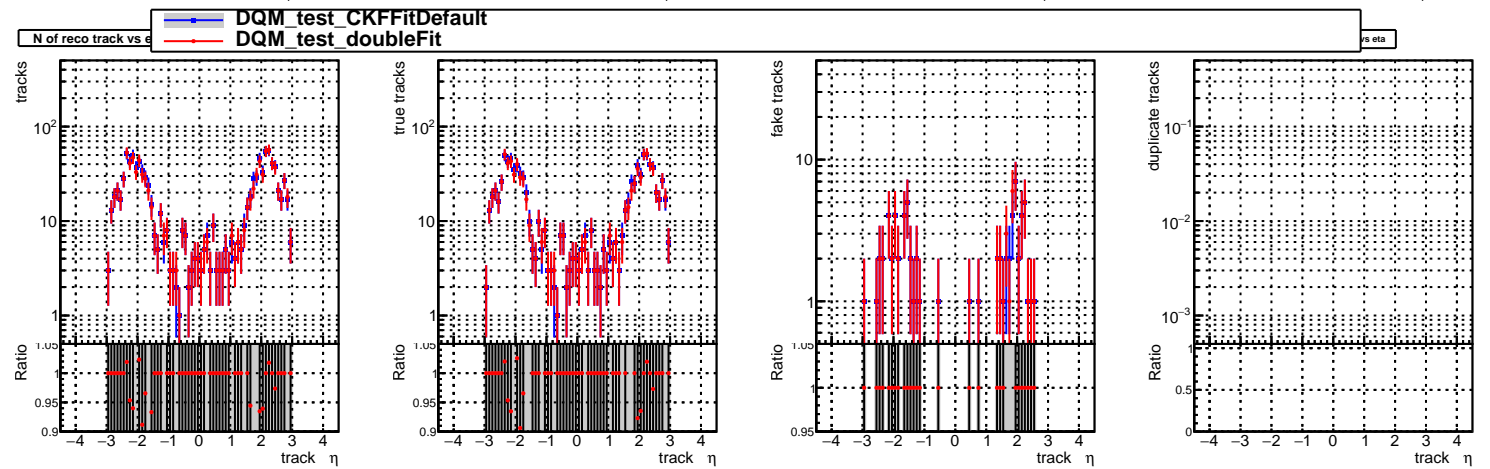 DQM_test_CKFFitDefault
DQM_test_doubleFit
N of reco track vs e
vs eta
tracks
10²
10
1
Ratio
1.05
1
0.95
0.9
−4 −3 −2 −1 0 1 2 3 4
track η
true tracks
10²
10
1
Ratio
1.05
1
0.95
0.9
−4 −3 −2 −1 0 1 2 3 4
track η
fake tracks
10
1
Ratio
1.05
1
0.95
−4 −3 −2 −1 0 1 2 3 4
track η
duplicate tracks
10⁻¹
10⁻²
10⁻³
Ratio
1
0.5
0
−4 −3 −2 −1 0 1 2 3 4
track η